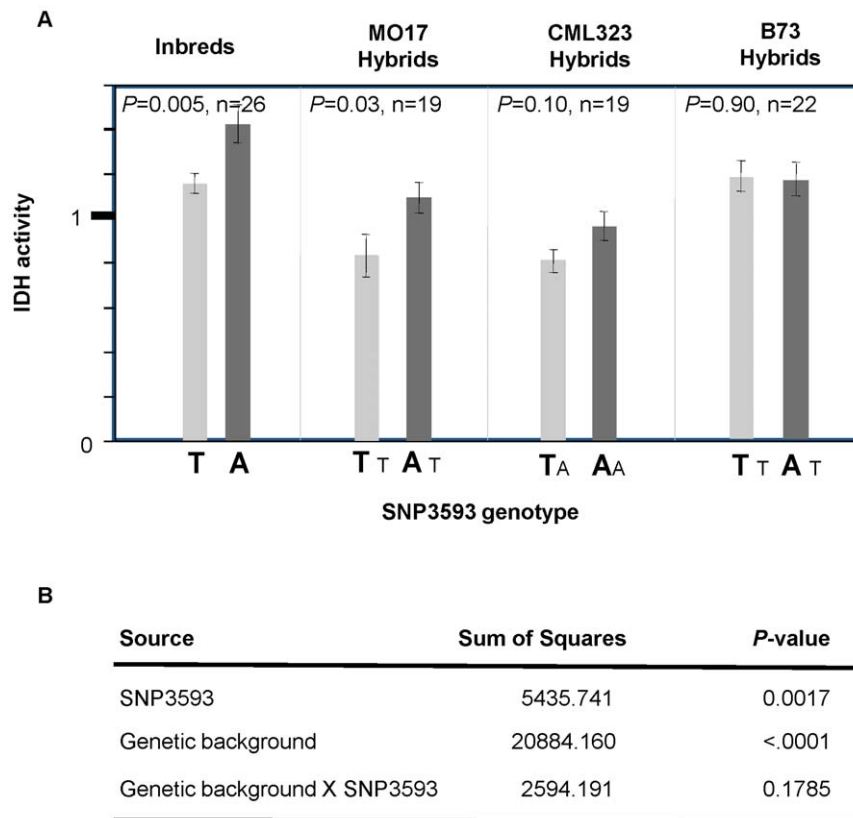 A
Inbreds
MO17
Hybrids
CML323
Hybrids
B73
Hybrids
P=0.005, n=26
P=0.03, n=19
P=0.10, n=19
P=0.90, n=22
IDH activity
1
0
T A
T T A T
TA AA
T T A T
SNP3593 genotype
B
Source Sum of Squares P-value
SNP3593 5435.741 0.0017
Genetic background 20884.160 <.0001
Genetic background X SNP3593 2594.191 0.1785